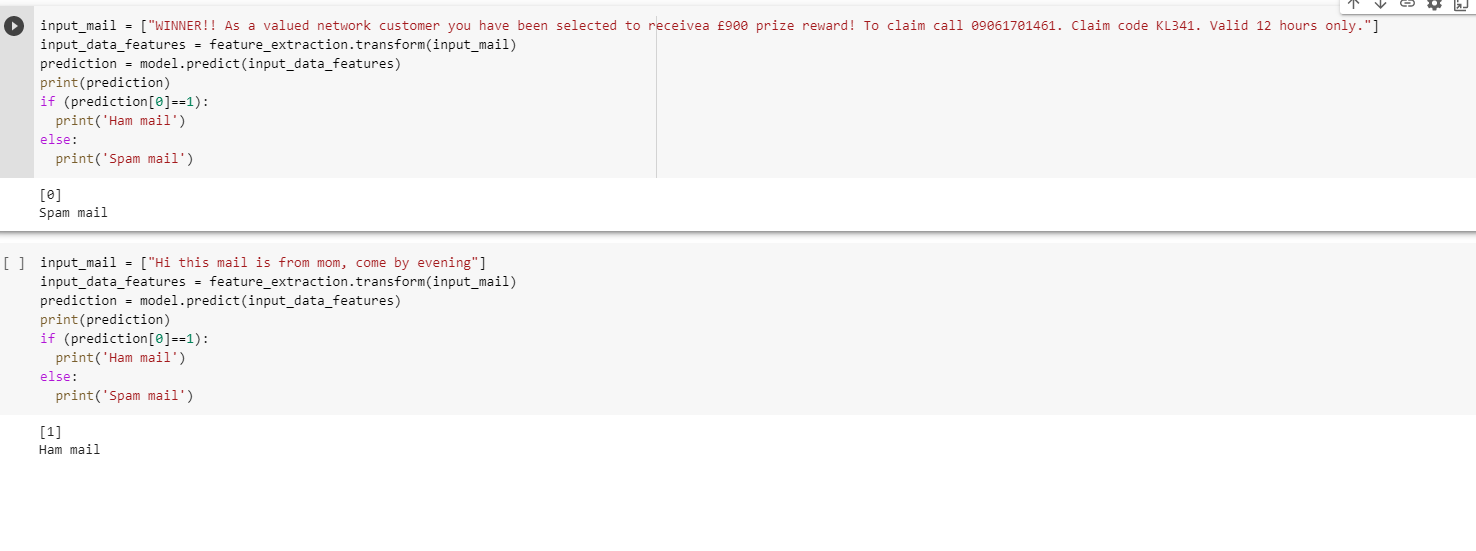 input_mail = ["WINNER!! As a valued network customer you have been selected to receivea £900 prize reward! To claim call 09061701461. Claim code KL341. Valid 12 hours only."]
input_data_features = feature_extraction.transform(input_mail)
prediction = model.predict(input_data_features)
print(prediction)
if (prediction[0]==1):
  print('Ham mail')
else:
  print('Spam mail')
[0]
Spam mail
[ ] input_mail = ["Hi this mail is from mom, come by evening"]
input_data_features = feature_extraction.transform(input_mail)
prediction = model.predict(input_data_features)
print(prediction)
if (prediction[0]==1):
  print('Ham mail')
else:
  print('Spam mail')
[1]
Ham mail